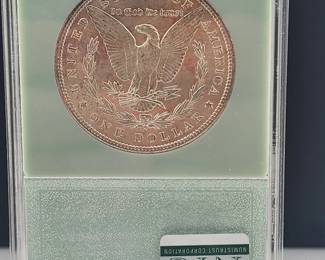 In God we trust
UNITED STATES OF AMERICA
ONE DOLLAR
NUMISTRUST CORPORATION